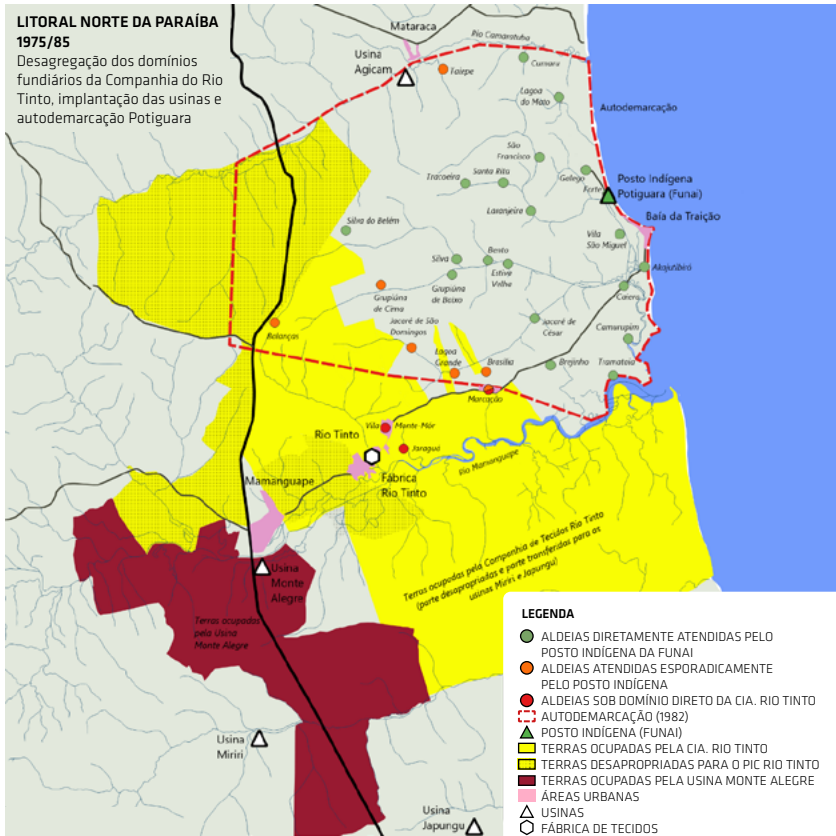 LITORAL NORTE DA PARAÍBA
1975/85
Desagregação dos domínios
fundiários da Companhia do Rio
Tinto, implantação das usinas e
autodemarcação Potiguara
Mataraca
Rio Camaratuba
Usina
Agicam
Taiepe
Cumaru
Lagoa
do Mato
Autodemarcação
São
Francisco
Tracoeira
Santa Rita
Galego
Forte
Posto Indígena
Potiguara (Funai)
Laranjeira
Baía da Traição
Silva do Belém
Vila
São Miguel
Silva
Bento
Estiva
Velha
Akajutibiró
Grupiúna
de Baixo
Grupiúna
de Cima
Caiera
Jacaré de São
Domingos
Jacaré de
César
Camurupim
Balanças
Lagoa
Grande
Brasília
Brejinho
Tramataia
Marcação
Vila Monte-Mór
Rio Tinto
Jaraguá
Rio Mamanguape
Mamanguape
Fábrica
Rio Tinto
Terras ocupadas pela Companhia de Tecidos Rio Tinto
(parte desapropriadas e parte transferidas para as
usinas Miriri e Japungu)
Usina
Monte
Alegre
Terras ocupadas
pela Usina
Monte Alegre
Usina
Miriri
Usina
Japungu
LEGENDA
ALDEIAS DIRETAMENTE ATENDIDAS PELO
POSTO INDÍGENA DA FUNAI
ALDEIAS ATENDIDAS ESPORADICAMENTE
PELO POSTO INDÍGENA
ALDEIAS SOB DOMÍNIO DIRETO DA CIA. RIO TINTO
AUTODEMARCAÇÃO (1982)
POSTO INDÍGENA (FUNAI)
TERRAS OCUPADAS PELA CIA. RIO TINTO
TERRAS DESAPROPRIADAS PARA O PIC RIO TINTO
TERRAS OCUPADAS PELA USINA MONTE ALEGRE
ÁREAS URBANAS
USINAS
FÁBRICA DE TECIDOS